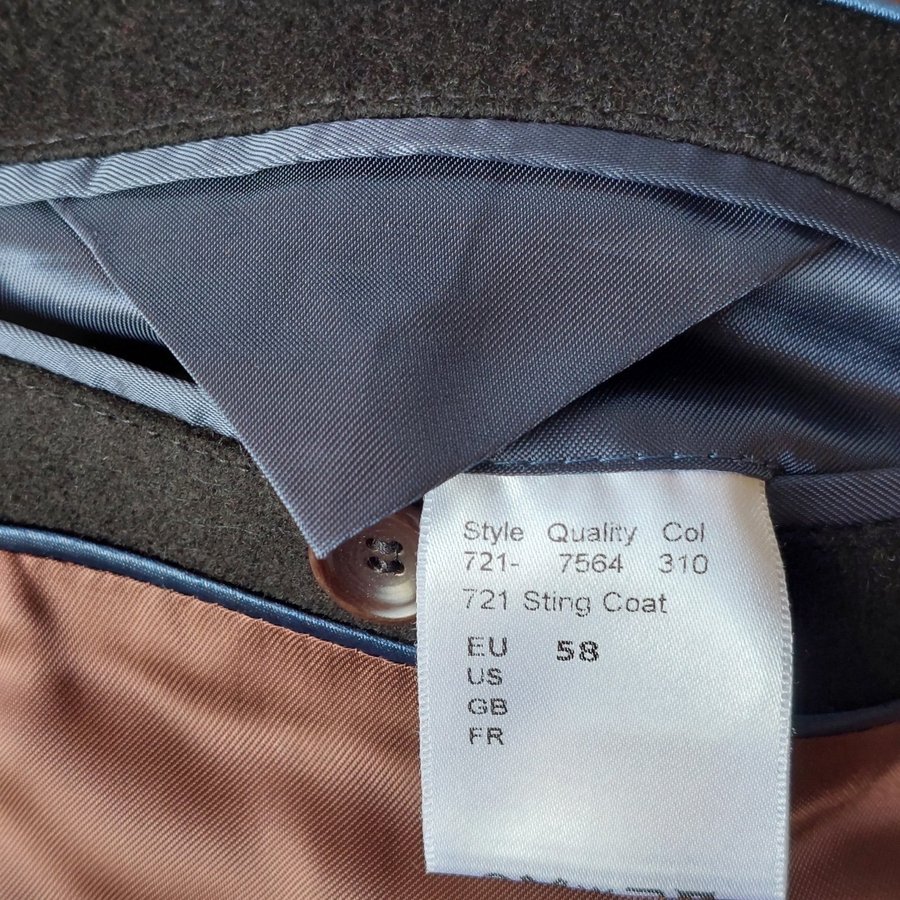 Style Quality Col
721- 7564 310
721 Sting Coat
EU 58
US
GB
FR